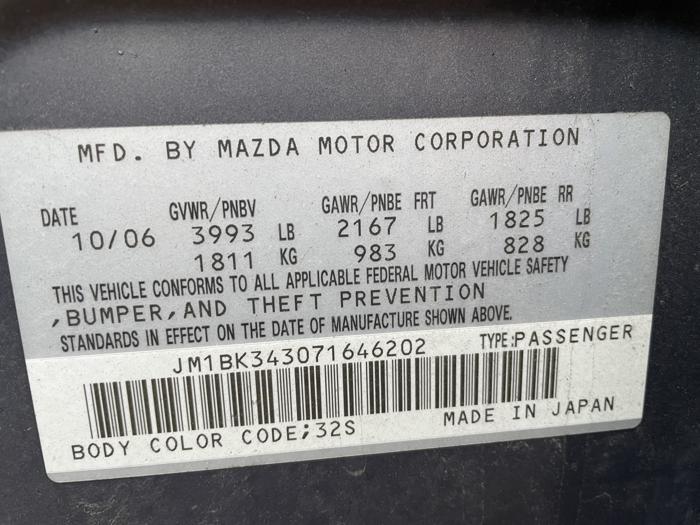 MFD. BY MAZDA MOTOR CORPORATION
DATE GVWR/PNBV GAWR/PNBE FRT GAWR/PNBE RR
10/06 3993 LB 2167 LB 1825 LB
1811 KG 983 KG 828 KG
THIS VEHICLE CONFORMS TO ALL APPLICABLE FEDERAL MOTOR VEHICLE SAFETY
,BUMPER,AND THEFT PREVENTION
STANDARDS IN EFFECT ON THE DATE OF MANUFACTURE SHOWN ABOVE.
JM1BK343071646202 TYPE:PASSENGER
BODY COLOR CODE;32S MADE IN JAPAN